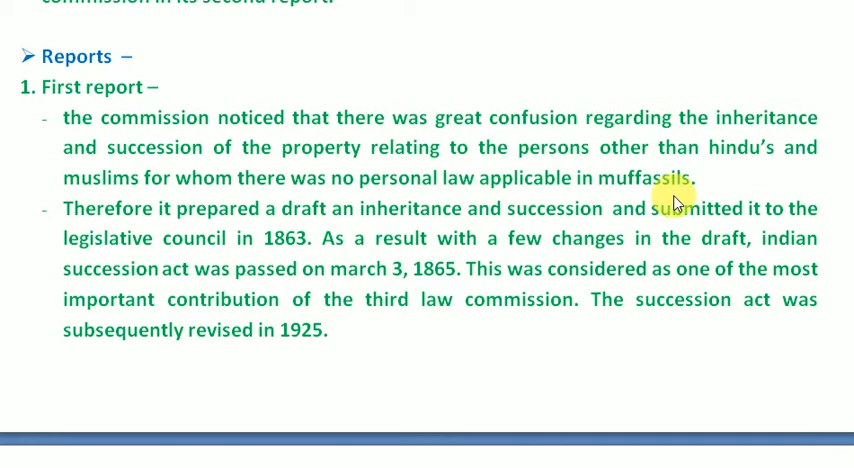 commission in its second report.
➢ Reports –
1. First report –
- the commission noticed that there was great confusion regarding the inheritance
and succession of the property relating to the persons other than hindu's and
muslims for whom there was no personal law applicable in muffassils.
- Therefore it prepared a draft an inheritance and succession and submitted it to the
legislative council in 1863. As a result with a few changes in the draft, indian
succession act was passed on march 3, 1865. This was considered as one of the most
important contribution of the third law commission. The succession act was
subsequently revised in 1925.